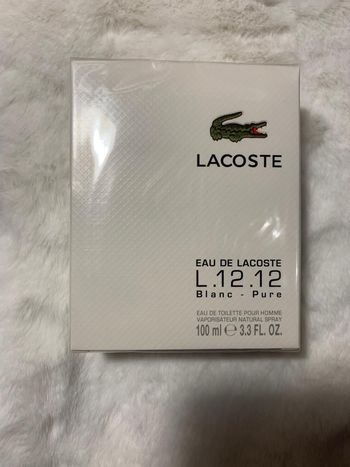 LACOSTE
EAU DE LACOSTE
L.12.12
Blanc - Pure
EAU DE TOILETTE POUR HOMME
VAPORISATEUR NATURAL SPRAY
100 ml ℮ 3.3 FL. OZ.